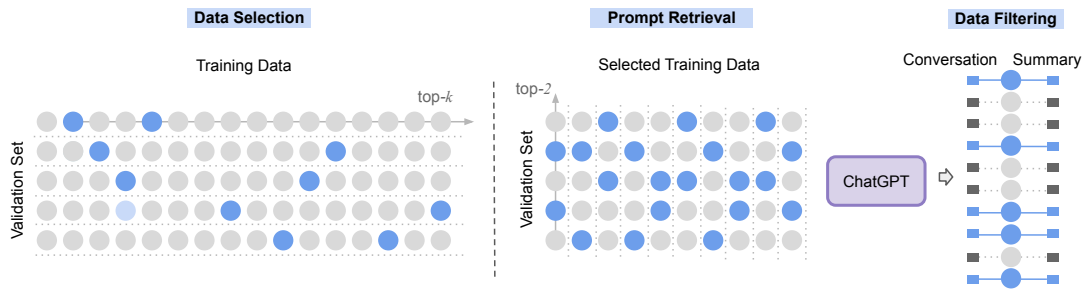 Data Selection
Prompt Retrieval
Data Filtering
Training Data
Selected Training Data
Conversation
Summary
top-k
top-2
Validation Set
Validation Set
ChatGPT